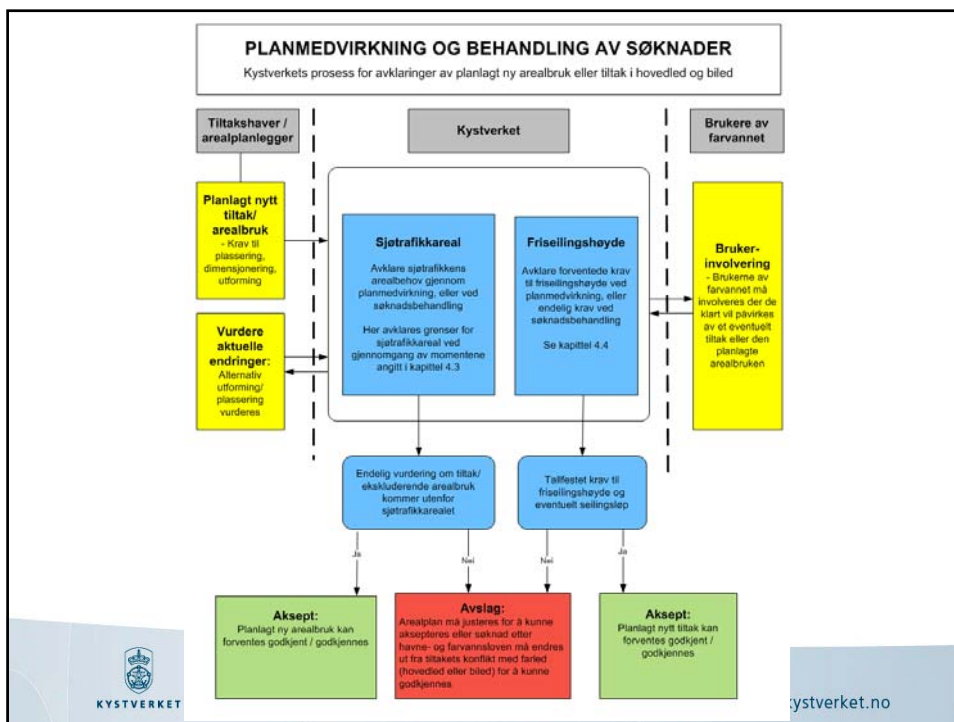 PLANMEDVIRKNING OG BEHANDLING AV SØKNADER
Kystverkets prosess for avklaringer av planlagt ny arealbruk eller tiltak i hovedled og biled
Tiltakshaver /
arealplanlegger
Kystverket
Brukere av
farvannet
Planlagt nytt
tiltak/
arealbruk
- Krav til
plassering,
dimensjonering,
utforming
Vurdere
aktuelle
endringer:
Alternativ
utforming/
plassering
vurderes
Sjøtrafikkareal
Avklare sjøtrafikkens
arealbehov gjennom
planmedvirkning, eller ved
søknadsbehandling
Her avklares grenser for
sjøtrafikkareal ved
gjennomgang av momentene
angitt i kapittel 4.3
Friseilingshøyde
Avklare forventede krav
til friseilingshøyde ved
planmedvirkning, eller
endelig krav ved
søknadsbehandling
Se kapittel 4.4
Bruker-
involvering
- Brukerne av
farvannet må
involveres der de
klart vil påvirkes
av et eventuelt
tiltak eller den
planlagte
arealbruken
Endelig vurdering om tiltak/
ekskluderende arealbruk
kommer utenfor
sjøtrafikkarealet
Tallfestet krav til
friseilingshøyde og
eventuelt seilingsløp
Ja
Nei
Nei
Ja
Aksept:
Planlagt ny arealbruk kan
forventes godkjent / godkjennes
Avslag:
Arealplan må justeres for å kunne
aksepteres eller søknad etter
havne- og farvannsloven må endres
ut fra tiltakets konflikt med farled
(hovedled eller biled) for å kunne
godkjennes
Aksept:
Planlagt nytt tiltak kan
forventes godkjent /
godkjennes
KYSTVERKET
kystverket.no